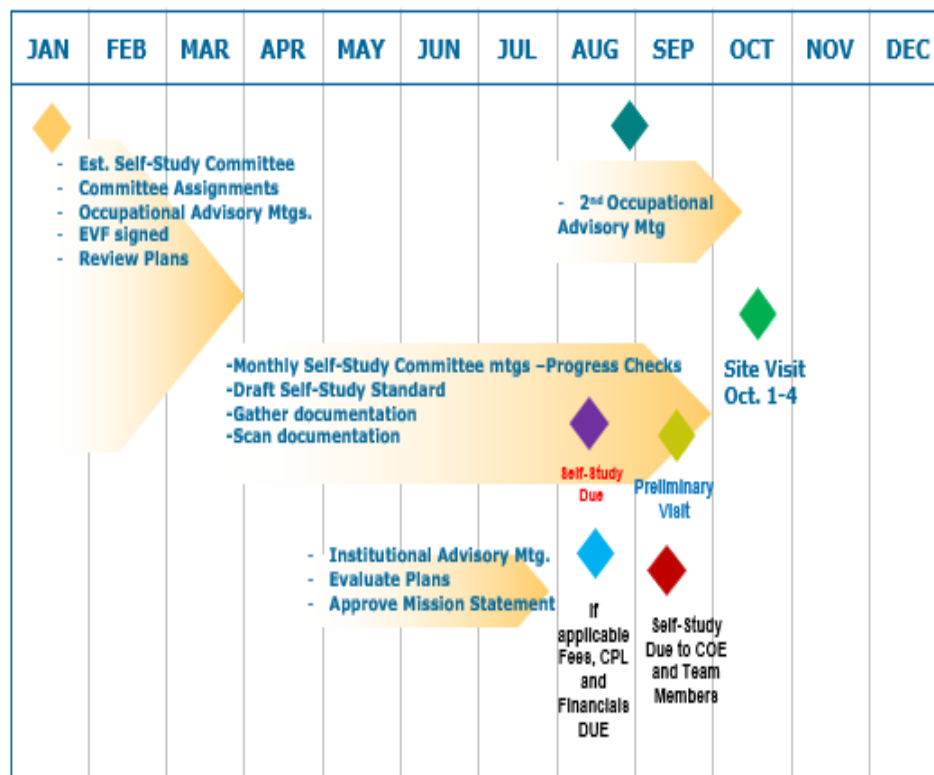 JAN FEB MAR APR MAY JUN JUL AUG SEP OCT NOV DEC
- Est. Self-Study Committee
- Committee Assignments
- Occupational Advisory Mtgs.
- EVF signed
- Review Plans
- 2nd Occupational
Advisory Mtg
Site Visit
Oct. 1-4
-Monthly Self-Study Committee mtgs –Progress Checks
-Draft Self-Study Standard
-Gather documentation
-Scan documentation
Self-Study
Due
Preliminary
Visit
- Institutional Advisory Mtg.
- Evaluate Plans
- Approve Mission Statement
If
applicable
Fees, CPL
and
Financials
DUE
Self-Study
Due to COE
and Team
Members